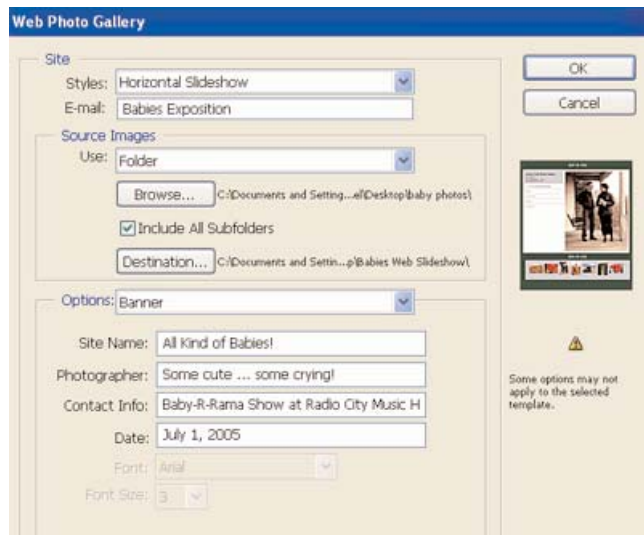 Web Photo Gallery
Site
Styles: Horizontal Slideshow
E-mail: Babies Exposition
Source Images
Use: Folder
Browse... C:\Documents and Setting...el\Desktop\baby photos\
Include All Subfolders
Destination... C:\Documents and Settin...p\Babies Web Slideshow\
Options: Banner
Site Name: All Kind of Babies!
Photographer: Some cute ... some crying!
Contact Info: Baby-R-Rama Show at Radio City Music H
Date: July 1, 2005
Font: Arial
Font Size: 3
OK
Cancel
Some options may not
apply to the selected
template.